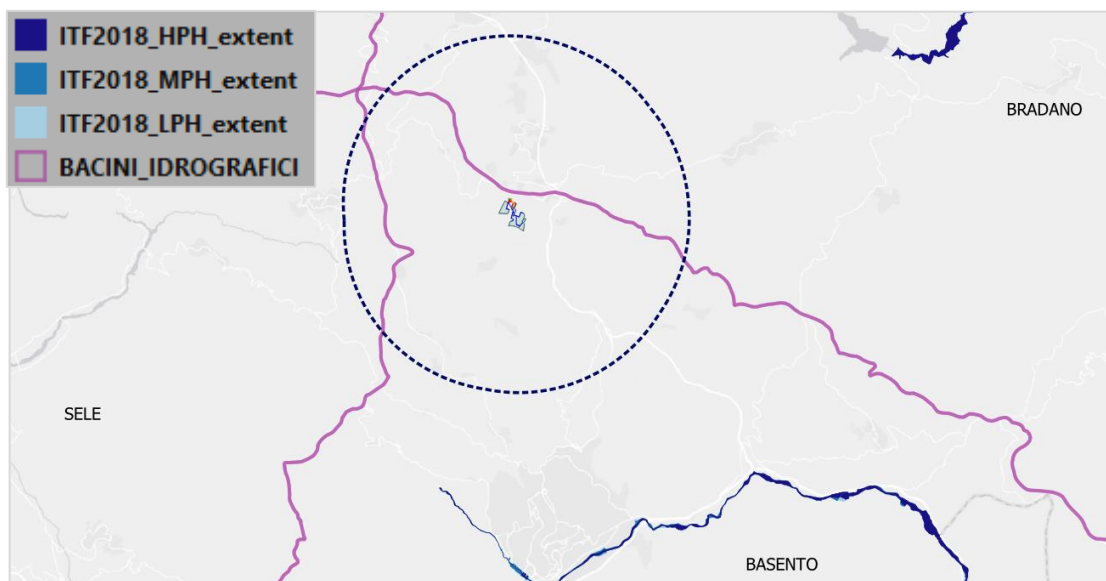 ITF2018_HPH_extent
ITF2018_MPH_extent
ITF2018_LPH_extent
BACINI_IDROGRAFICI
BRADANO
SELE
BASENTO